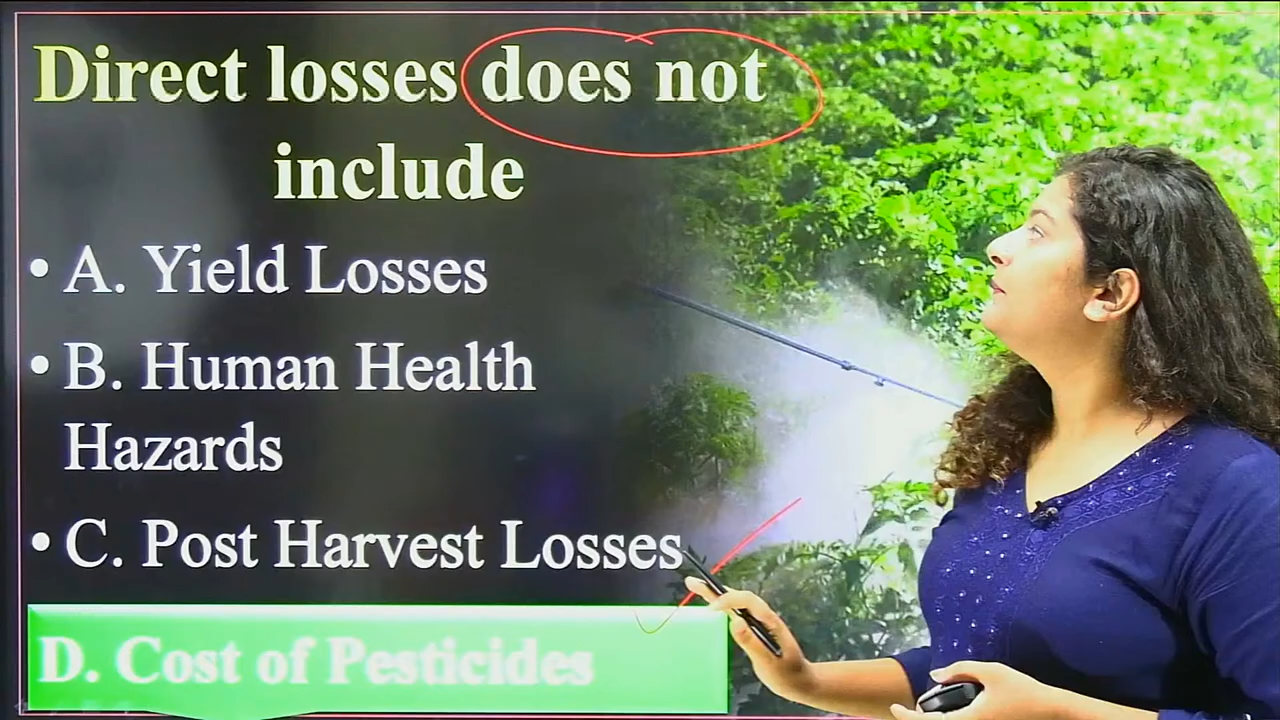 Direct losses does not
include
• A. Yield Losses
• B. Human Health
Hazards
• C. Post Harvest Losses
D. Cost of Pesticides